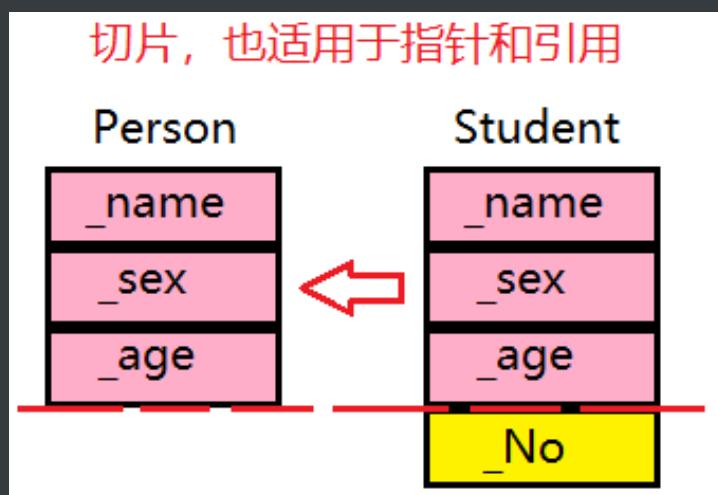 切片，也适用于指针和引用
Person Student
_name _name
_sex _sex
_age _age
_No